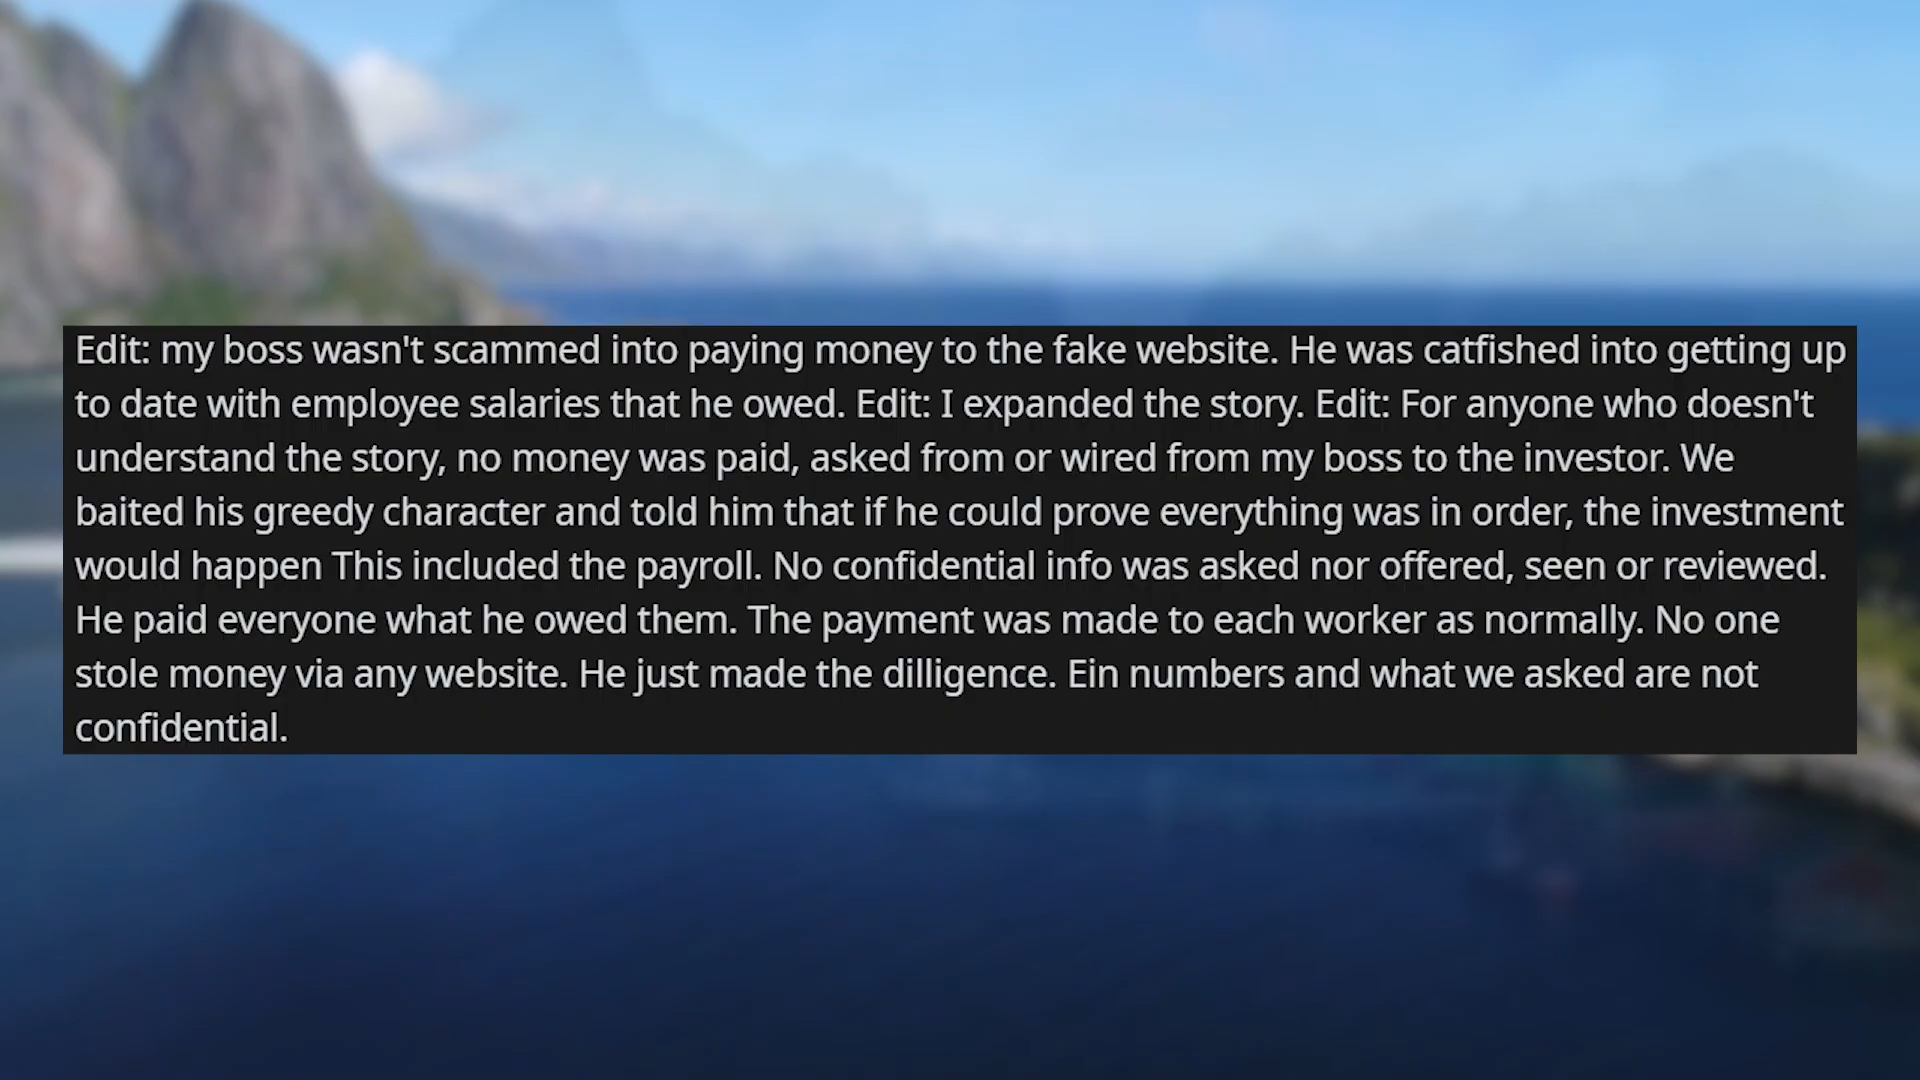 Edit: my boss wasn't scammed into paying money to the fake website. He was catfished into getting up
to date with employee salaries that he owed. Edit: I expanded the story. Edit: For anyone who doesn't
understand the story, no money was paid, asked from or wired from my boss to the investor. We
baited his greedy character and told him that if he could prove everything was in order, the investment
would happen This included the payroll. No confidential info was asked nor offered, seen or reviewed.
He paid everyone what he owed them. The payment was made to each worker as normally. No one
stole money via any website. He just made the dilligence. Ein numbers and what we asked are not
confidential.